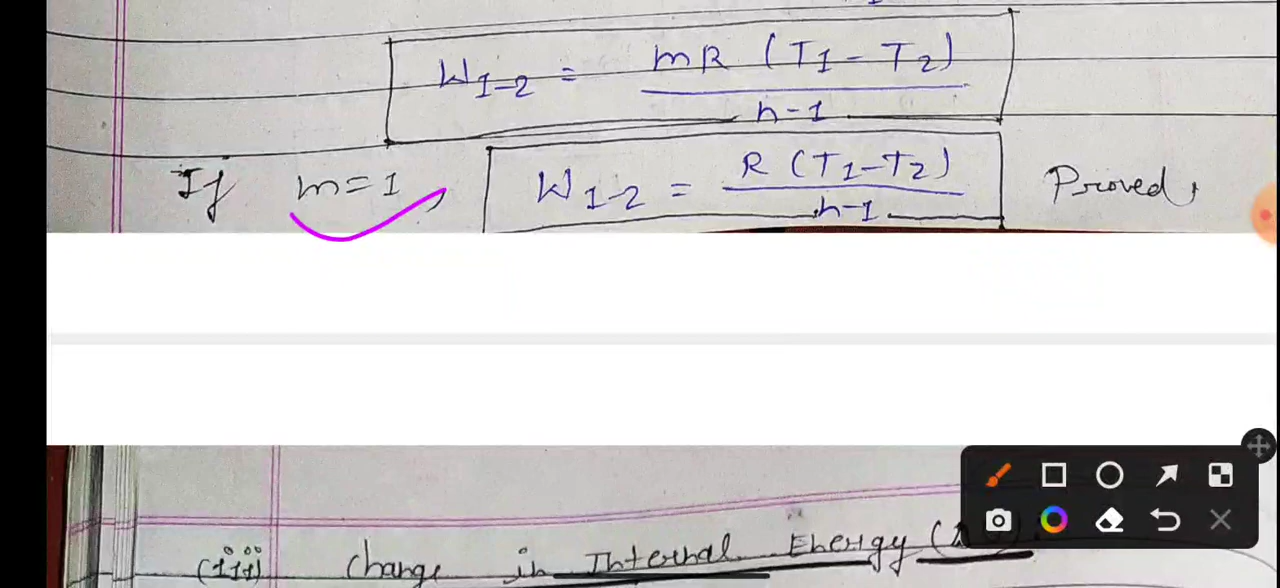 W1-2 = mR (T1 - T2) / n-1
If m=1, W1-2 = R (T1-T2) / n-1 Proved,
(iii) Change in Internal Energy (